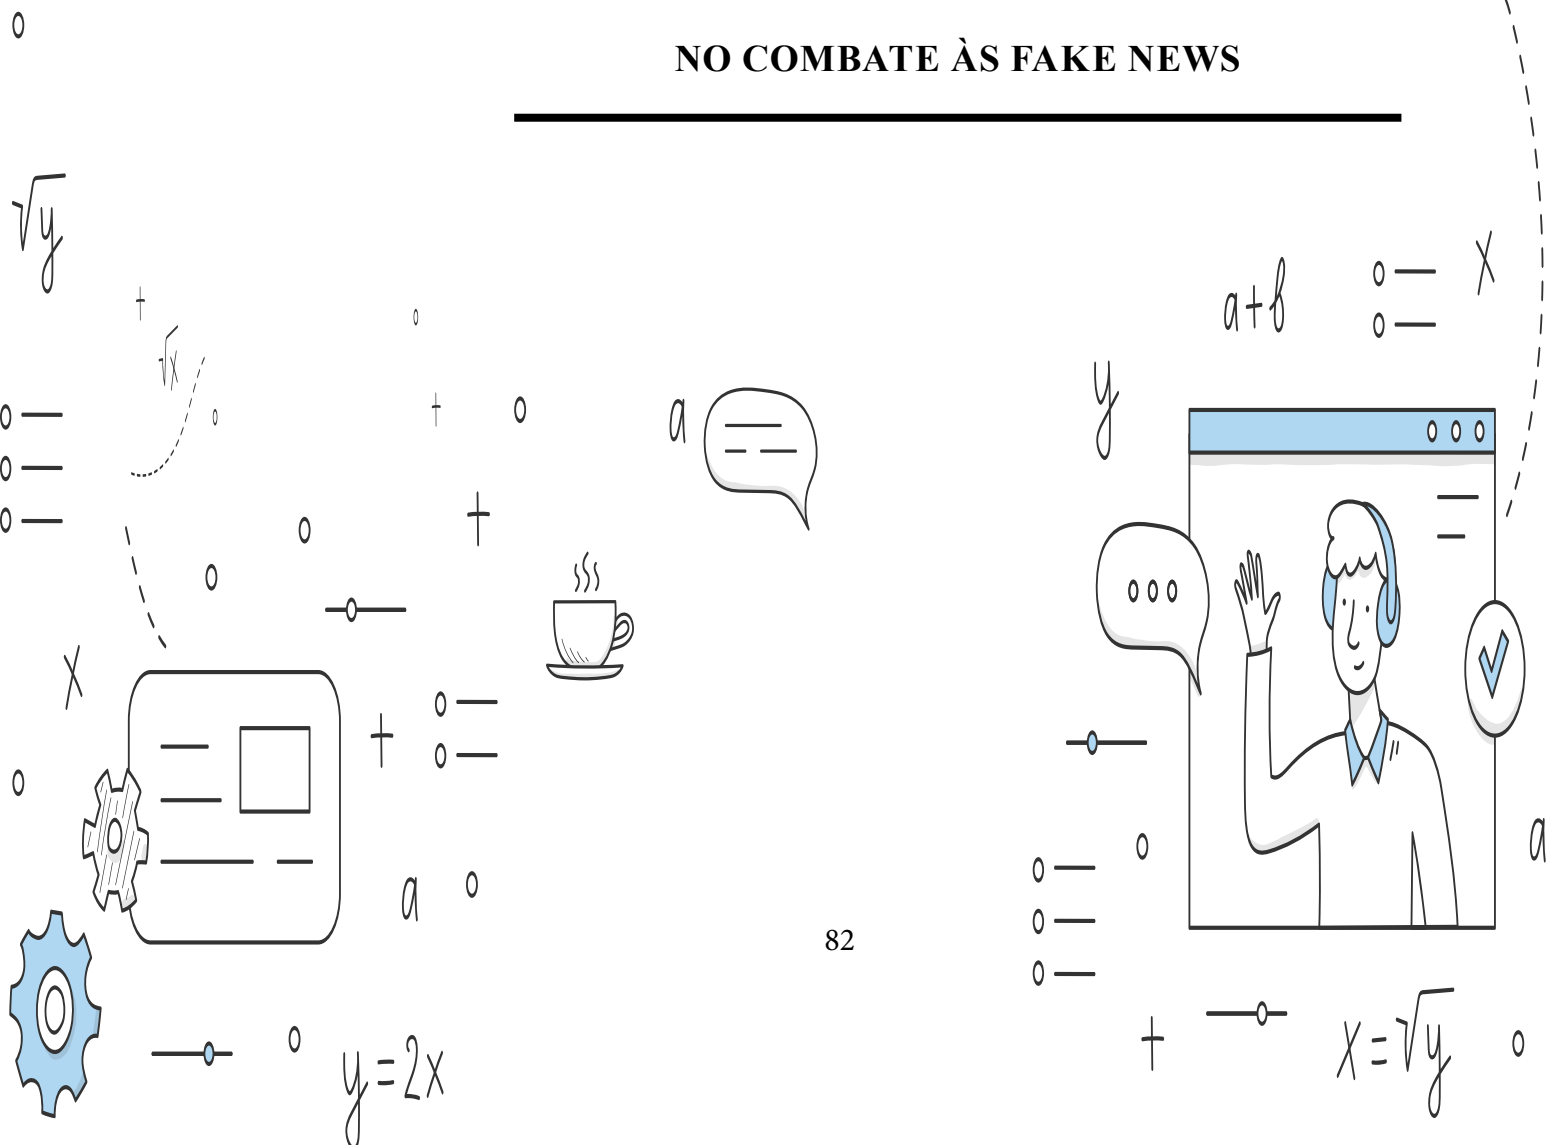 NO COMBATE ÀS FAKE NEWS
√y
x
a+b
√x
y
a
x
a
a
82
x=√y
y=2x